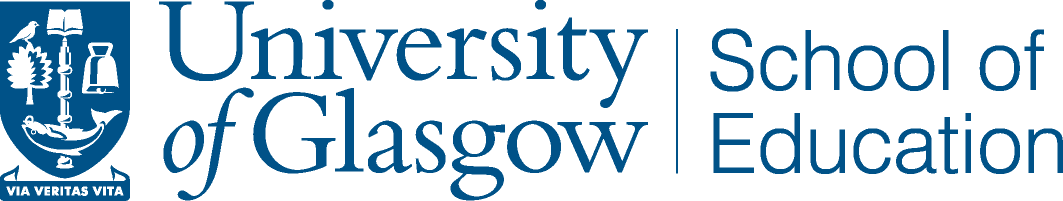 University
of Glasgow
School of
Education
VIA VERITAS VITA